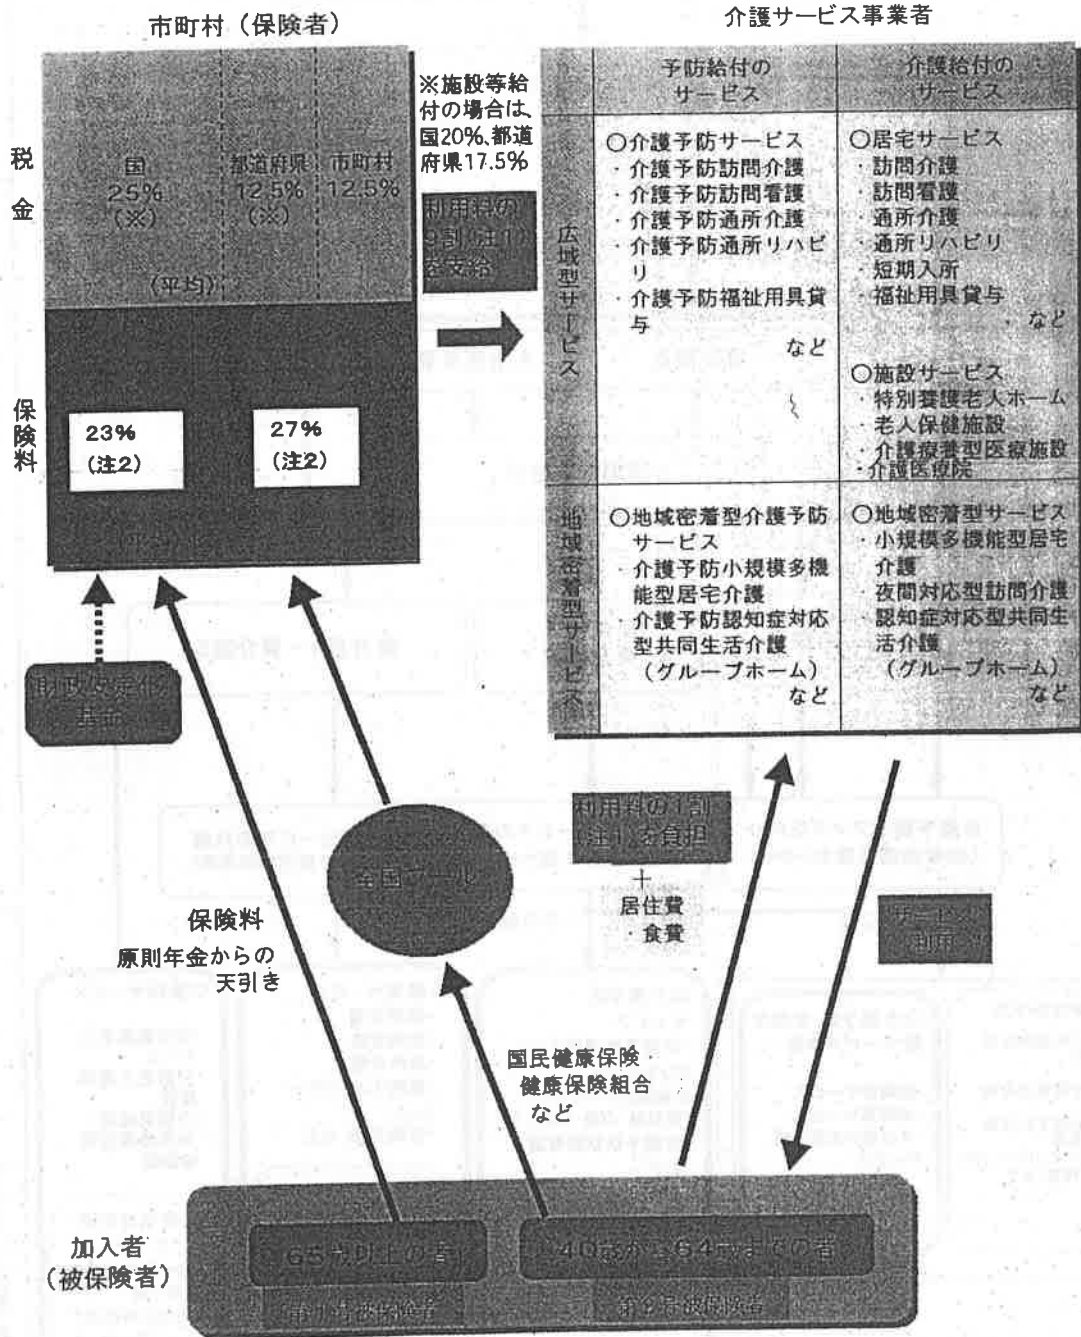 市町村（保険者）
介護サービス事業者
税金
国
25%
（※）
都道府県
12.5%
（※）
市町村
12.5%
（平均）
※施設等給
付の場合は、
国20%、都道
府県17.5%
利用料の
9割（注1）
を支給
保険料
23%
（注2）
27%
（注2）
財政安定化
基金
予防給付の
サービス
介護給付の
サービス
広域型サービス
○介護予防サービス
・介護予防訪問介護
・介護予防訪問看護
・介護予防通所介護
・介護予防通所リハビ
リ
・介護予防福祉用具貸
与
など
○居宅サービス
・訪問介護
・訪問看護
・通所介護
・通所リハビリ
・短期入所
・福祉用具貸与
など
○施設サービス
・特別養護老人ホーム
・老人保健施設
・介護療養型医療施設
・介護医療院
地域密着型サービス
○地域密着型介護予防
サービス
・介護予防小規模多機
能型居宅介護
・介護予防認知症対応
型共同生活介護
（グループホーム）
など
○地域密着型サービス
・小規模多機能型居宅
介護
・夜間対応型訪問介護
・認知症対応型共同生
活介護
（グループホーム）
など
全国プール
保険料
原則年金からの
天引き
国民健康保険・
健康保険組合
など
利用料の1割
（注1）を負担
＋
居住費
・食費
サービス
利用
加入者
（被保険者）
65歳以上の者
第1号被保険者
40歳から64歳までの者
第2号被保険者